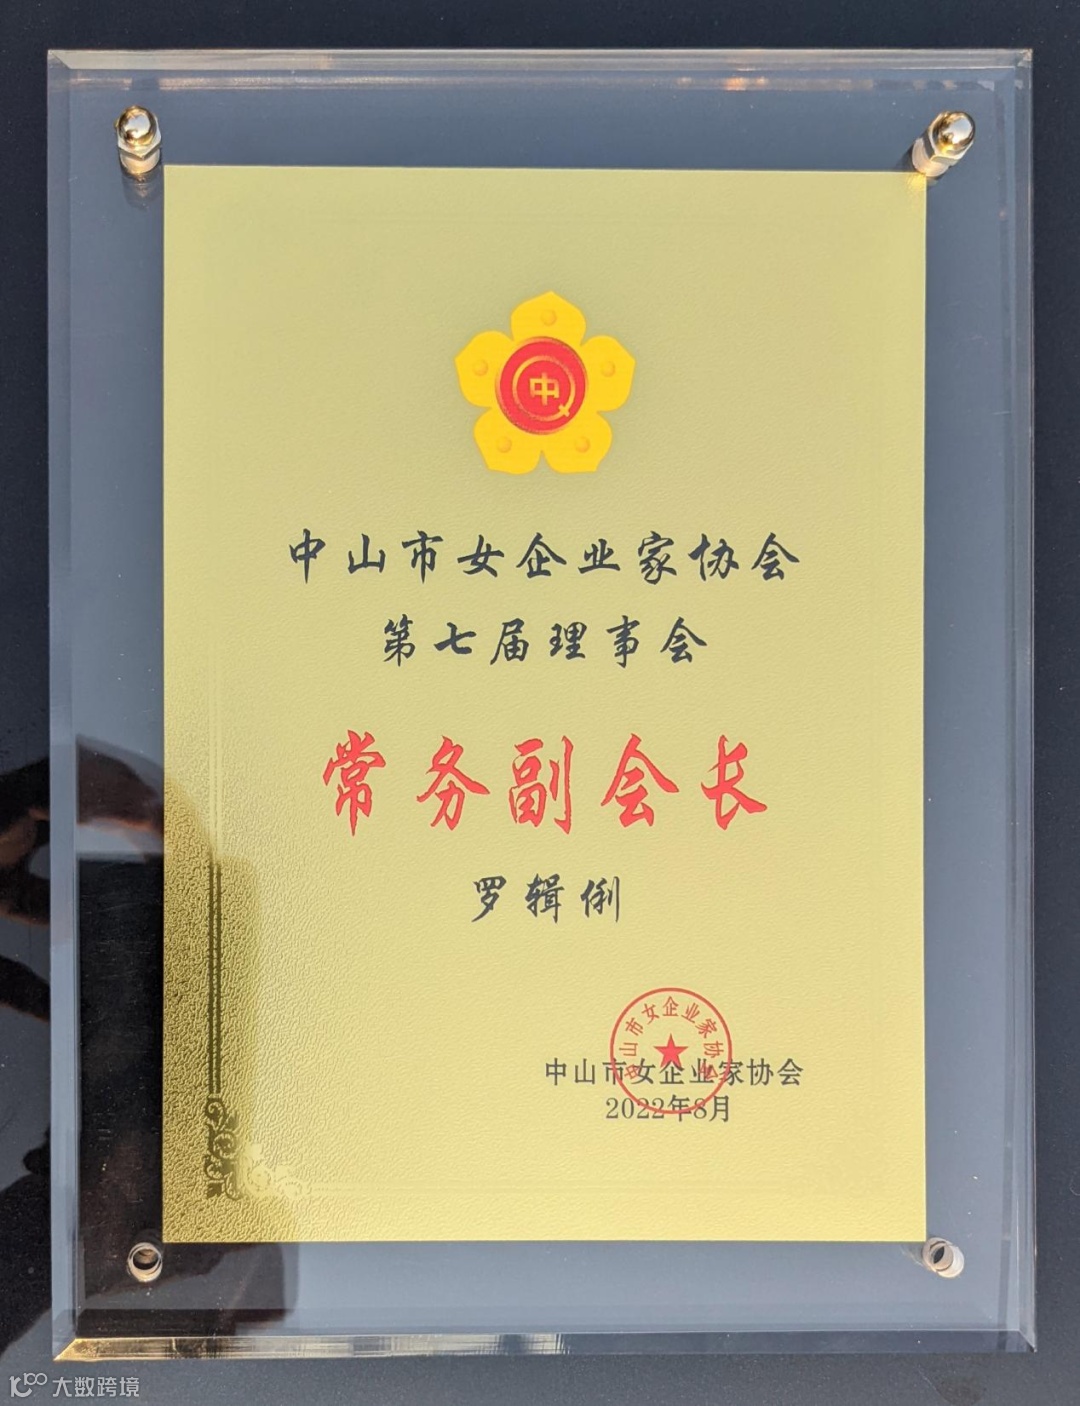 中
中山市女企业家协会
第七届理事会
常务副会长
罗辑俐
中山市女企业家协会
中山市女企业家协会
2022年8月
大数跨境